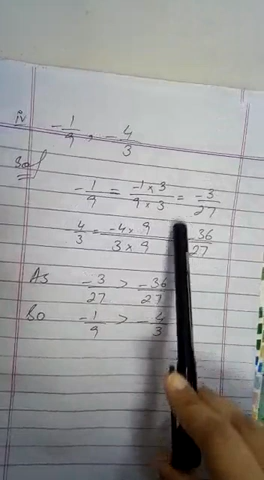 iv -1/9 , -4/3
Sol
-1/9 = -1×3/9×3 = -3/27
-4/3 = -4×9/3×9 -36/27
As -3/27 > -36/27
So -1/9 > -4/3